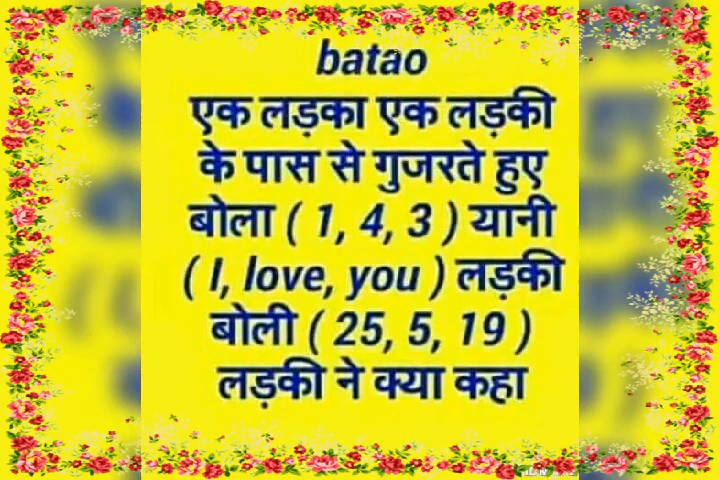 batao
एक लड़का एक लड़की
के पास से गुजरते हुए
बोला ( 1, 4, 3 ) यानी
( I, love, you ) लड़की
बोली ( 25, 5, 19 )
लड़की ने क्या कहा